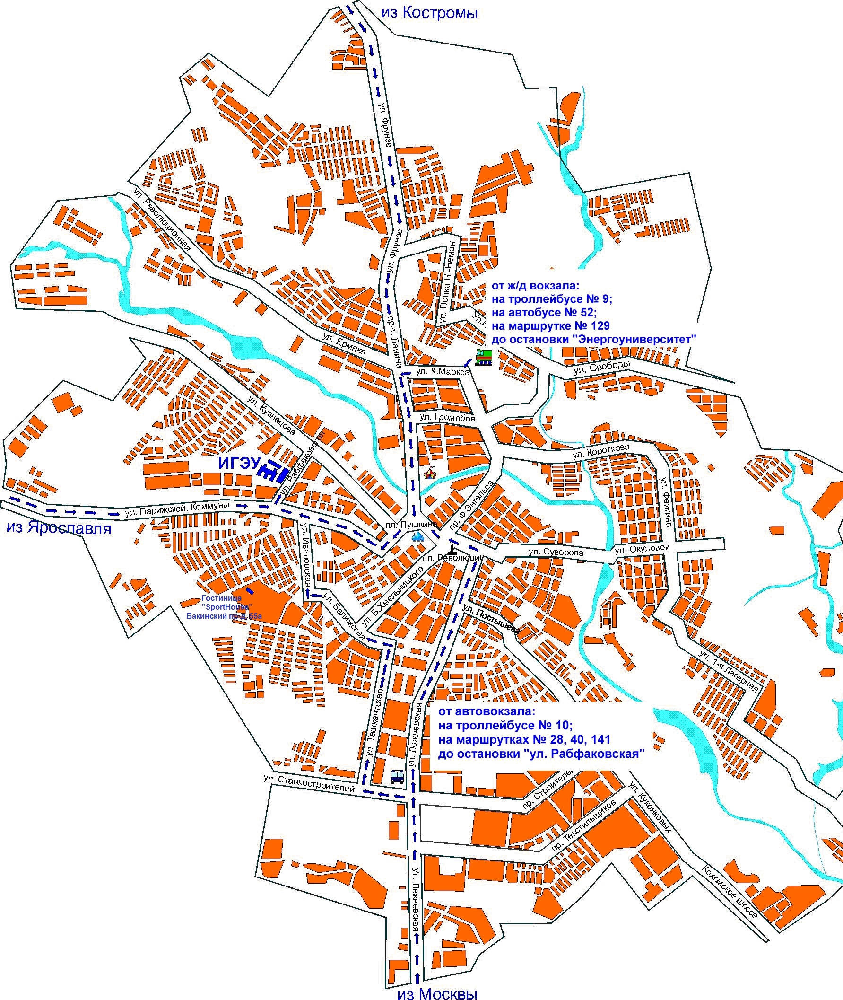 из Костромы
ул. Фрунзе
ул. Революционная
ул. Фрунзе
ул. Полка Н.-Неман
от ж/д вокзала:
на троллейбусе № 9;
на автобусе № 52;
на маршрутке № 129
до остановки "Энергоуниверситет"
пр-т. Ленина
ул. Ермака
ул. К.Маркса
ул. Свободы
ул. Кузнецова
ул. Громобоя
ул. Рабфаковская
ул. Короткова
ИГЭУ
ул. Фейгина
пр. Ф.Энгельса
ул. Парижской. Коммуны
из Ярославля
пл. Пушкина
ул. Ивановская
ул. Суворова
ул. Окуловой
пл. Революции
ул. Б.Хмельницкого
ул. Велижская
Гостиница
"SportHouse"
Бакинский пр-д, 55а
ул. Постышева
ул. 1-я Лагерная
ул. Ташкентская
ул. Лежневская
от автовокзала:
на троллейбусе № 10;
на маршрутках № 28, 40, 141
до остановки "ул. Рабфаковская"
ул. Станкостроителей
пр. Строителей
ул. Куконковых
пр. Текстильщиков
Ул. Лежневская
Кохомское шоссе
из Москвы